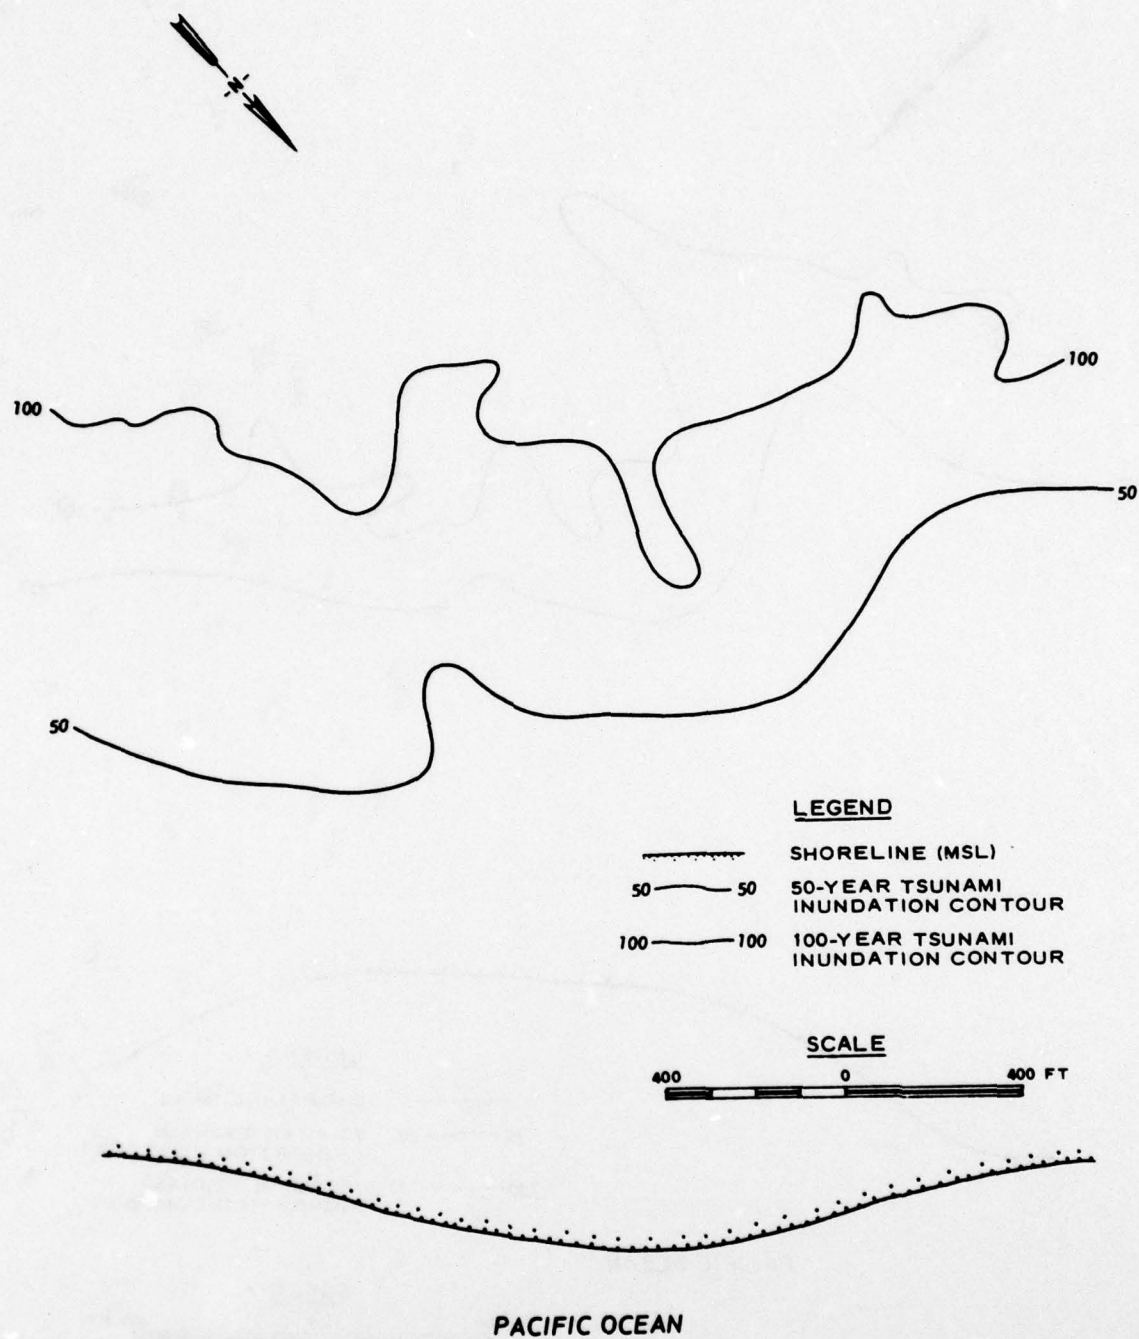 N
100
100
50
50
LEGEND
SHORELINE (MSL)
50 50 50-YEAR TSUNAMI
INUNDATION CONTOUR
100 100 100-YEAR TSUNAMI
INUNDATION CONTOUR
SCALE
400 0 400 FT
PACIFIC OCEAN